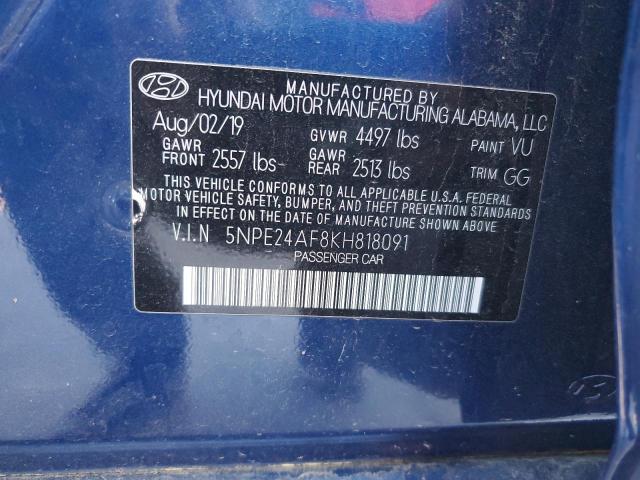 MANUFACTURED BY
HYUNDAI MOTOR MANUFACTURING ALABAMA, LLC
Aug/02/19 GVWR 4497 lbs PAINT VU
GAWR FRONT 2557 lbs GAWR REAR 2513 lbs TRIM GG
THIS VEHICLE CONFORMS TO ALL APPLICABLE U.S.A. FEDERAL
MOTOR VEHICLE SAFETY, BUMPER, AND THEFT PREVENTION STANDARDS
IN EFFECT ON THE DATE OF MANUFACTURE SHOWN ABOVE.
V.I.N 5NPE24AF8KH818091
PASSENGER CAR